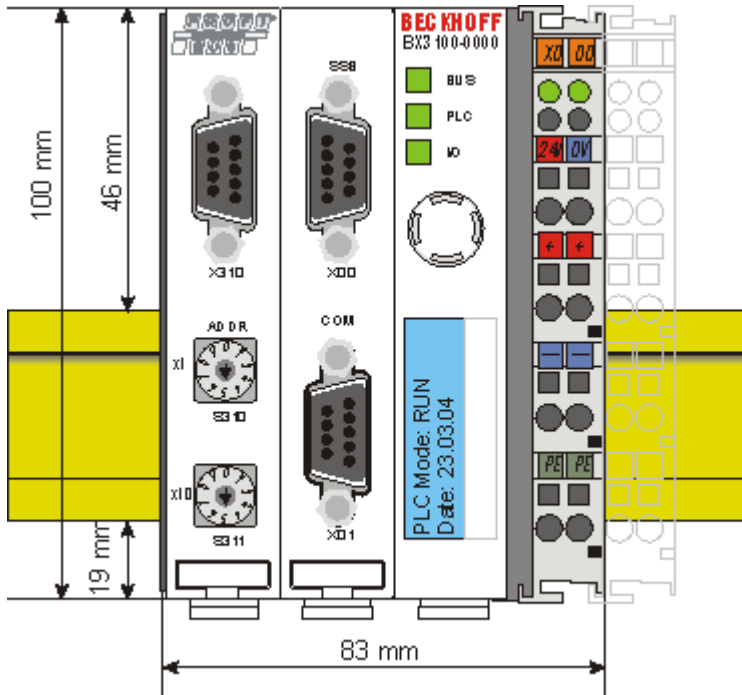 BECKHOFF
BX3100-0000
SSB
BUS
PLC
I/O
X310
X00
ADDR
COM
x1
S310
x10
S311
X01
PLC Mode: RUN
Date: 23.03.04
X0 00
24V 0V
+ +
PE PE
100 mm
46 mm
19 mm
83 mm